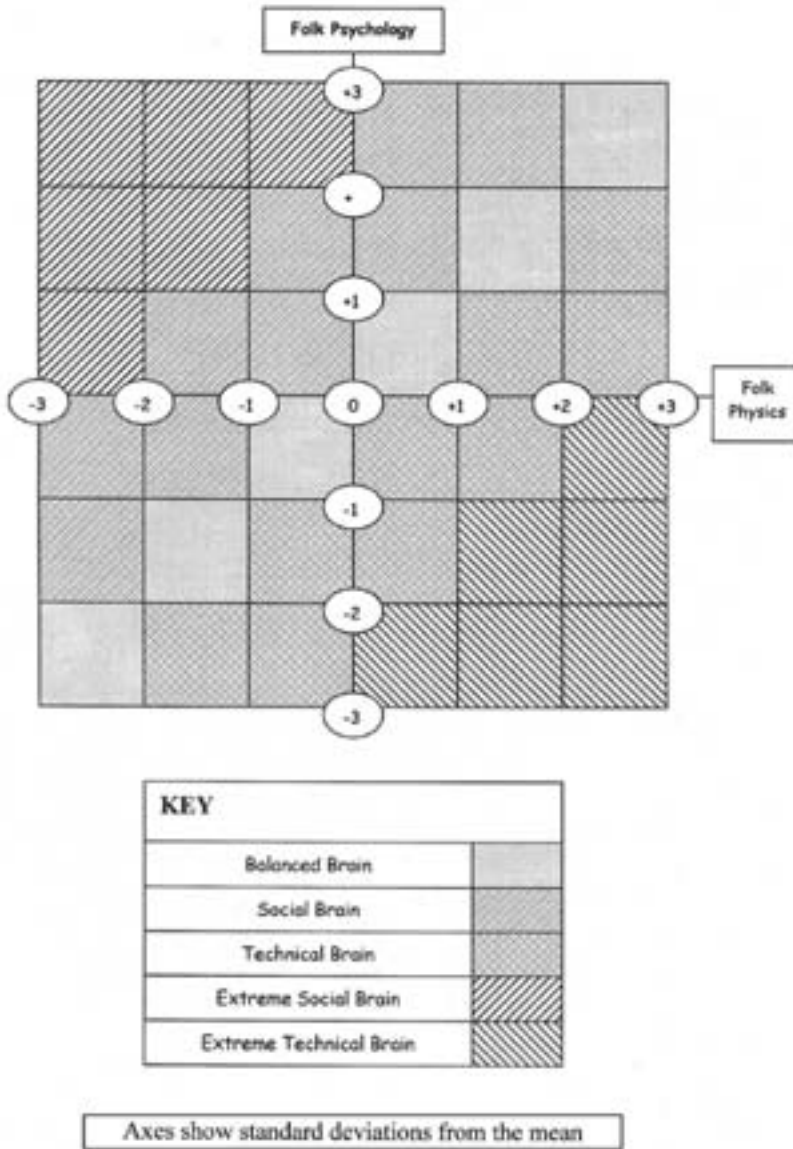 Folk Psychology
+3
+
+1
-3 -2 -1 0 +1 +2 +3
Folk
Physics
-1
-2
-3
KEY
Balanced Brain
Social Brain
Technical Brain
Extreme Social Brain
Extreme Technical Brain
Axes show standard deviations from the mean